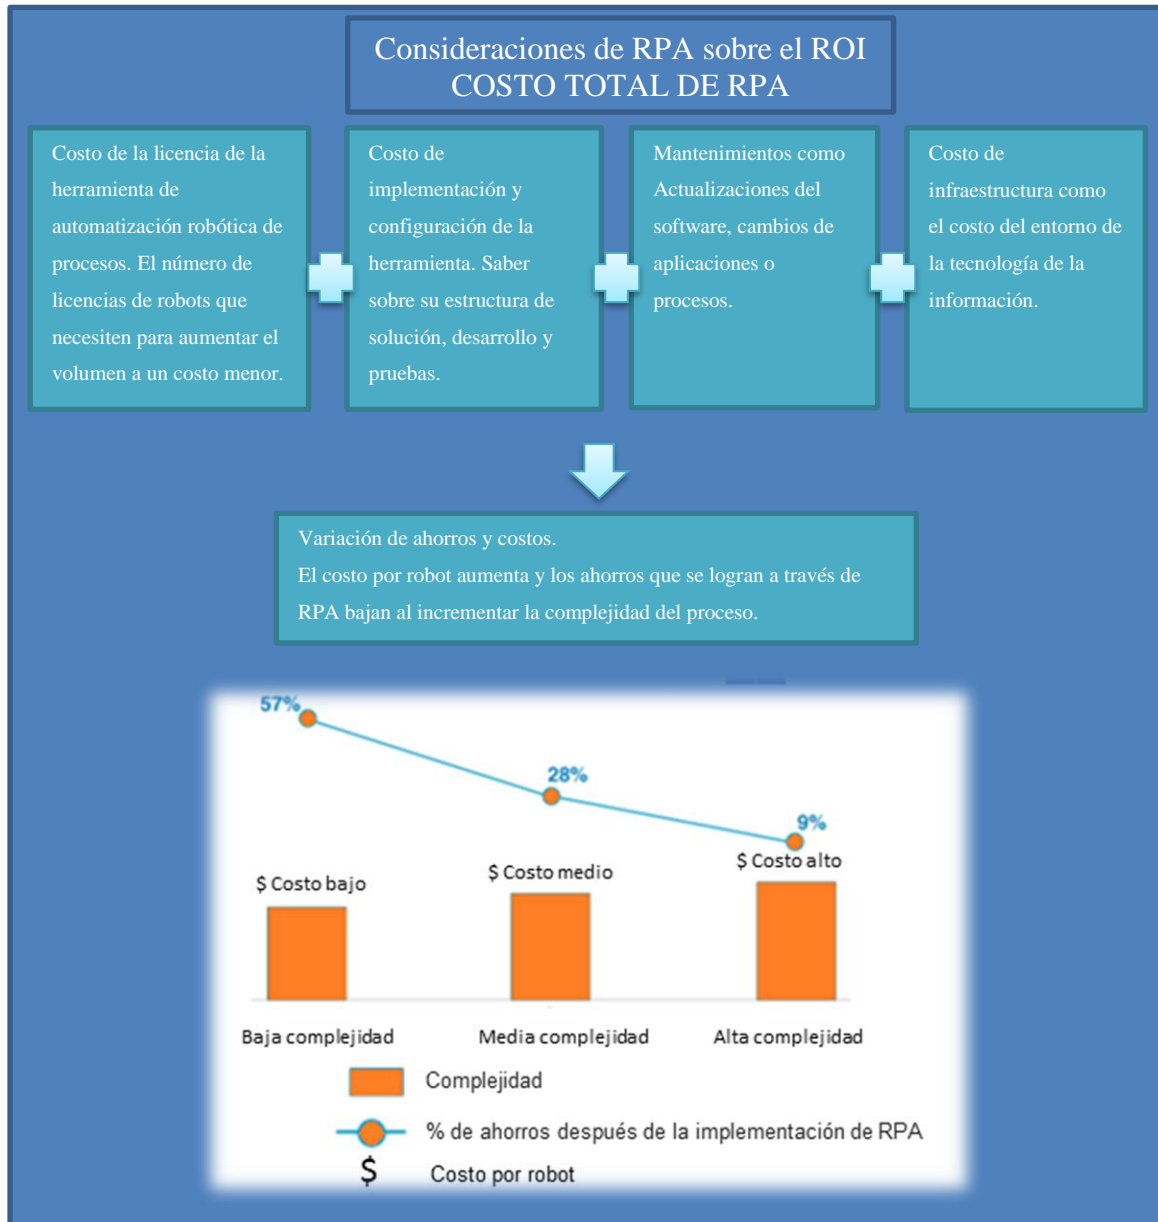 Consideraciones de RPA sobre el ROI
COSTO TOTAL DE RPA
Costo de la licencia de la
herramienta de
automatización robótica de
procesos. El número de
licencias de robots que
necesiten para aumentar el
volumen a un costo menor.
Costo de
implementación y
configuración de la
herramienta. Saber
sobre su estructura de
solución, desarrollo y
pruebas.
Mantenimientos como
Actualizaciones del
software, cambios de
aplicaciones o
procesos.
Costo de
infraestructura como
el costo del entorno de
la tecnología de la
información.
Variación de ahorros y costos.
El costo por robot aumenta y los ahorros que se logran a través de
RPA bajan al incrementar la complejidad del proceso.
57%
28%
9%
$ Costo bajo
$ Costo medio
$ Costo alto
Baja complejidad
Media complejidad
Alta complejidad
Complejidad
% de ahorros después de la implementación de RPA
$ Costo por robot